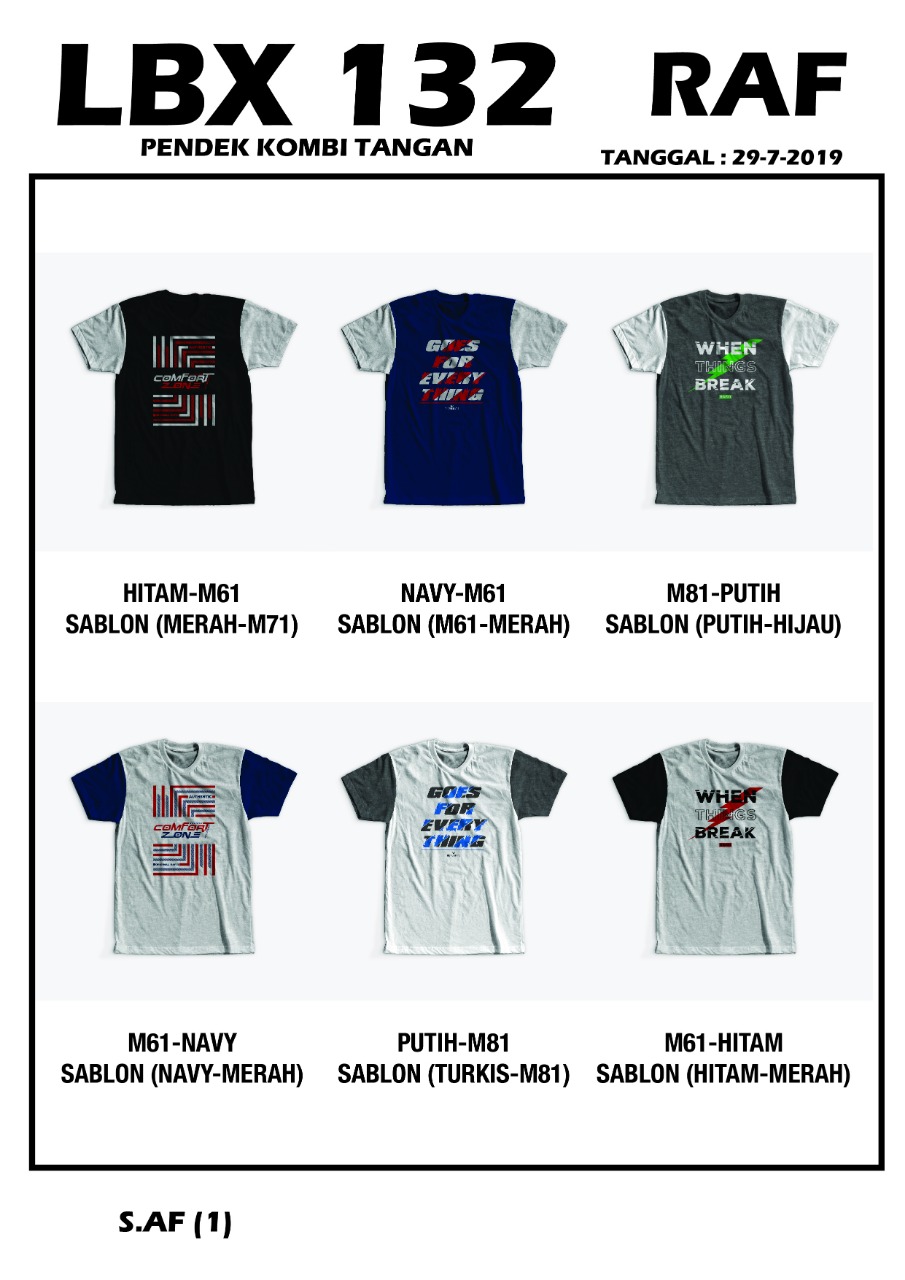 LBX 132
RAF
PENDEK KOMBI TANGAN
TANGGAL : 29-7-2019
COMFORT
ZONE
GOES
FOR
EVERY
THING
WHEN
THINGS
BREAK
HITAM-M61
SABLON (MERAH-M71)
NAVY-M61
SABLON (M61-MERAH)
M81-PUTIH
SABLON (PUTIH-HIJAU)
COMFORT
ZONE
GOES
FOR
EVERY
THING
WHEN
THINGS
BREAK
M61-NAVY
SABLON (NAVY-MERAH)
PUTIH-M81
SABLON (TURKIS-M81)
M61-HITAM
SABLON (HITAM-MERAH)
S.AF (1)